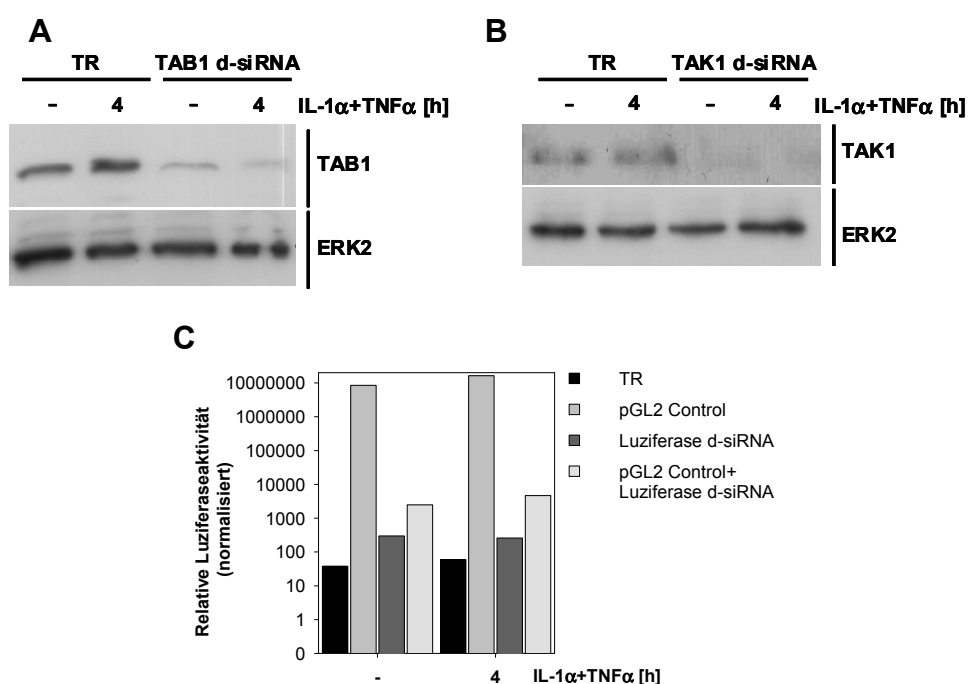 A
TR TAB1 d-siRNA
– 4 – 4 IL-1α+TNFα [h]
TAB1
ERK2
B
TR TAK1 d-siRNA
– 4 – 4 IL-1α+TNFα [h]
TAK1
ERK2
C
Relative Luziferaseaktivität
(normalisiert)
10000000
1000000
100000
10000
1000
100
10
1
0
- 4 IL-1α+TNFα [h]
TR
pGL2 Control
Luziferase d-siRNA
pGL2 Control+
Luziferase d-siRNA